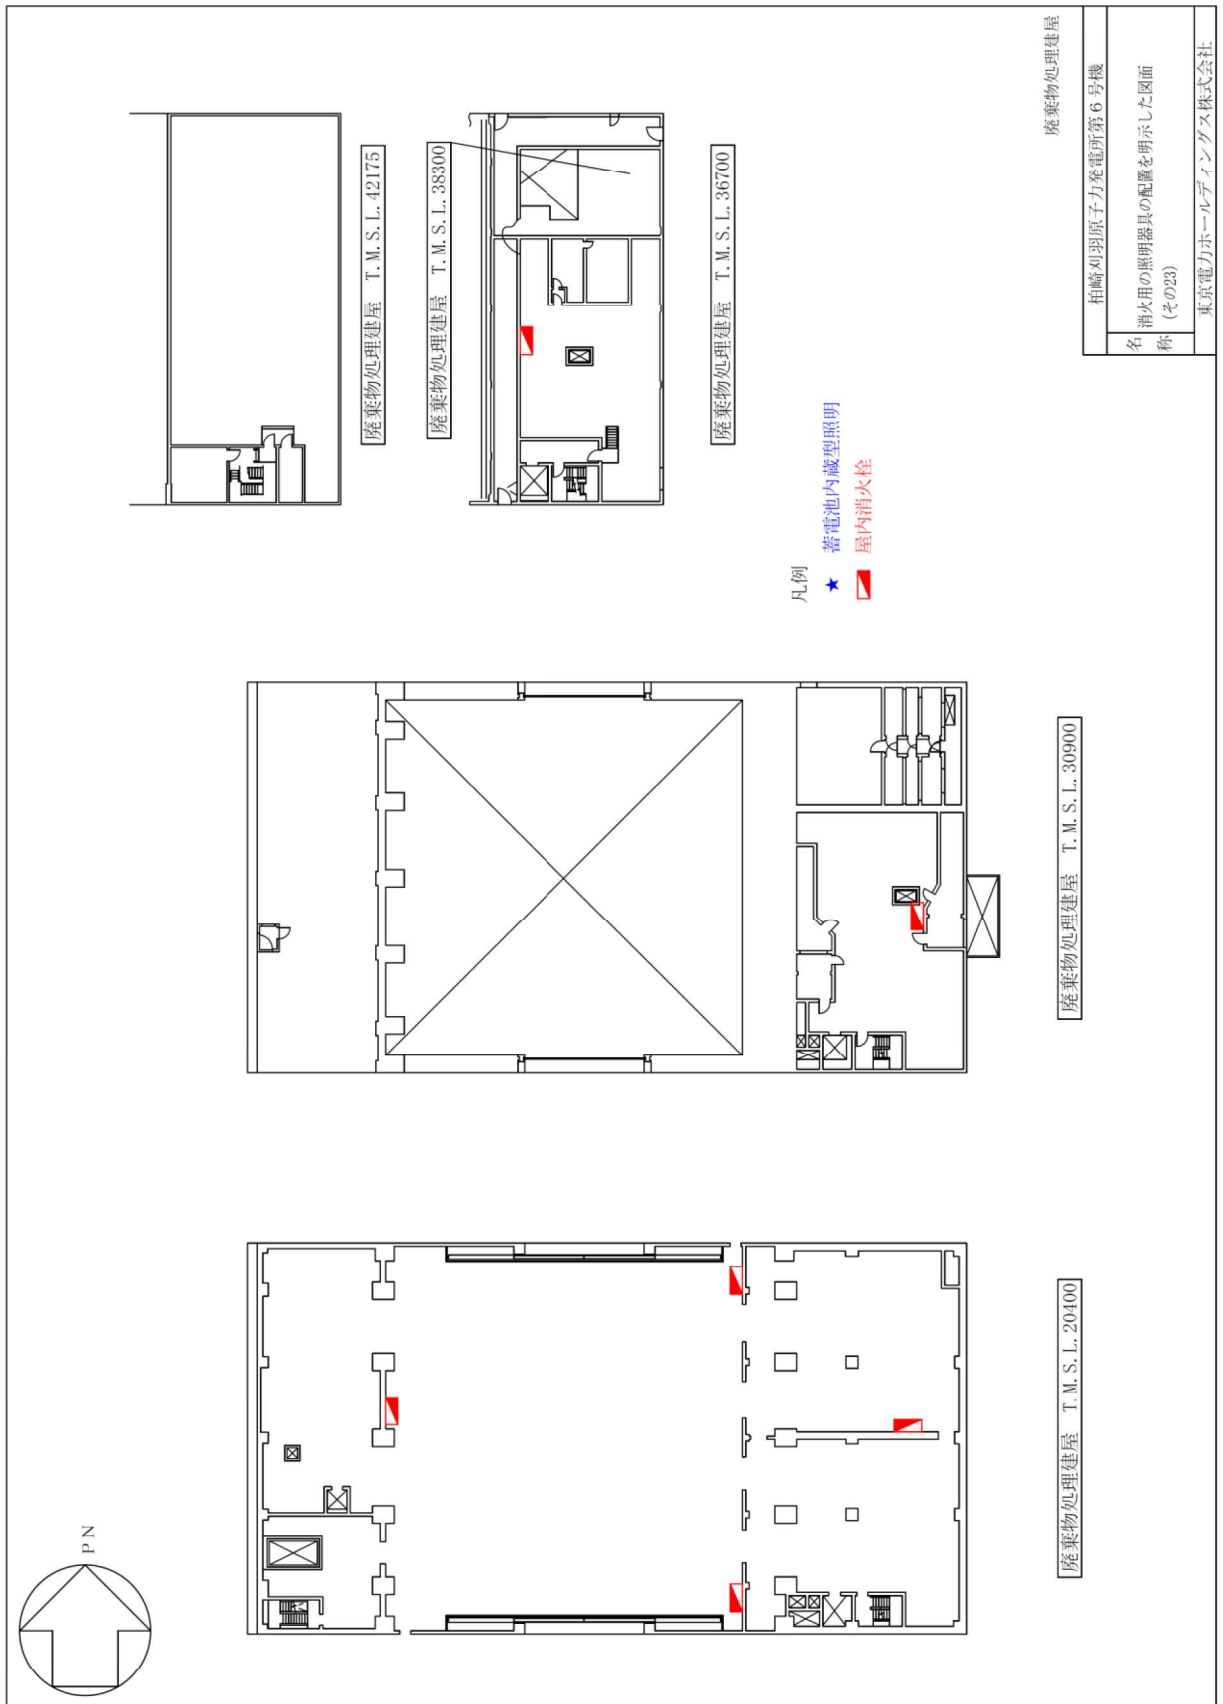 PN
廃棄物処理建屋 T.M.S.L. 20400
廃棄物処理建屋 T.M.S.L. 30900
廃棄物処理建屋 T.M.S.L. 42175
廃棄物処理建屋 T.M.S.L. 38300
廃棄物処理建屋 T.M.S.L. 36700
凡例
★ 蓄電池内蔵型照明
屋内消火栓
廃棄物処理建屋
柏崎刈羽原子力発電所第6号機
名称
消火用の照明器具の配置を明示した図面
(その23)
東京電力ホールディングス株式会社